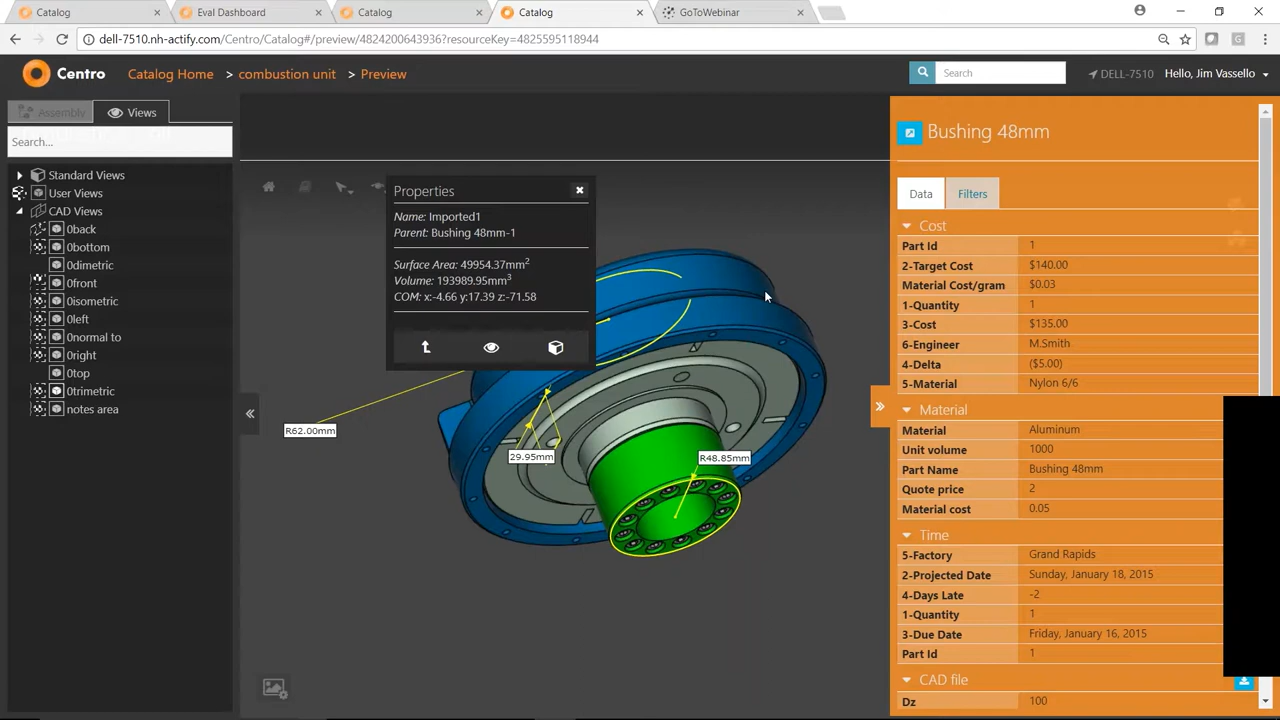 Catalog
Eval Dashboard
Catalog
Catalog
GoToWebinar
dell-7510.nh-actify.com/Centro/Catalog#/preview/4824200643936?resourceKey=4825595118944
Centro
Catalog Home > combustion unit > Preview
Search
DELL-7510
Hello, Jim Vassello
Assembly
Views
Search...
Standard Views
User Views
CAD Views
0back
0bottom
0dimetric
0front
0isometric
0left
0normal to
0right
0top
0trimetric
notes area
Properties
Name: Imported1
Parent: Bushing 48mm-1
Surface Area: 49954.37mm²
Volume: 193989.95mm³
COM: x:-4.66 y:17.39 z:-71.58
R62.00mm
29.95mm
R48.85mm
Bushing 48mm
Data
Filters
Cost
Part Id 1
2-Target Cost $140.00
Material Cost/gram $0.03
1-Quantity 1
3-Cost $135.00
6-Engineer M.Smith
4-Delta ($5.00)
5-Material Nylon 6/6
Material
Material Aluminum
Unit volume 1000
Part Name Bushing 48mm
Quote price 2
Material cost 0.05
Time
5-Factory Grand Rapids
2-Projected Date Sunday, January 18, 2015
4-Days Late -2
1-Quantity 1
3-Due Date Friday, January 16, 2015
Part Id 1
CAD file
Dz 100